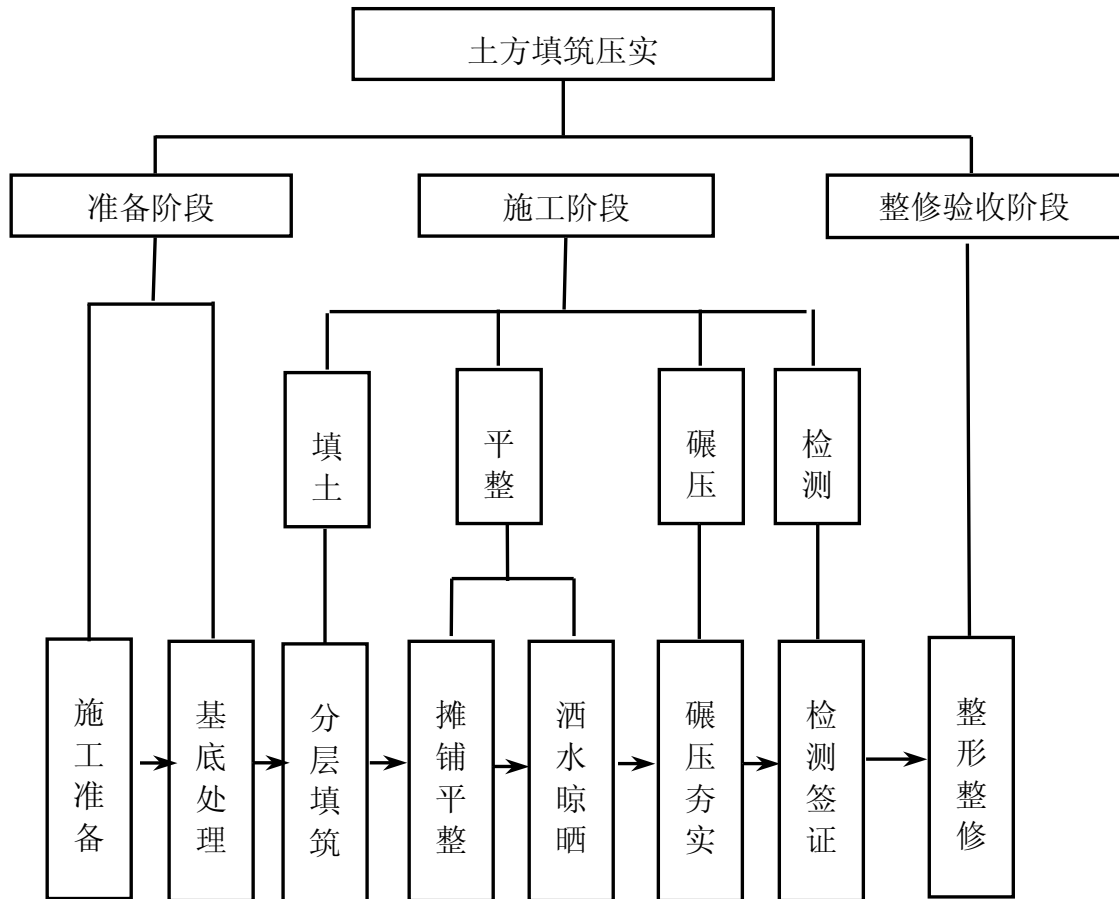 土方填筑压实
准备阶段
施工阶段
整修验收阶段
填土
平整
碾压
检测
施工准备
基底处理
分层填筑
摊铺平整
洒水晾晒
碾压夯实
检测签证
整形整修